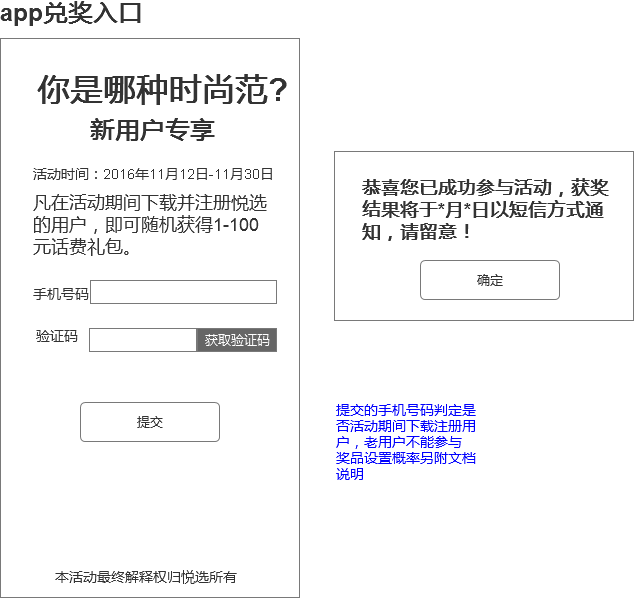 app兑奖入口
你是哪种时尚范?
新用户专享
活动时间：2016年11月12日-11月30日
凡在活动期间下载并注册悦选
的用户，即可随机获得1-100
元话费礼包。
手机号码
验证码
获取验证码
提交
本活动最终解释权归悦选所有
恭喜您已成功参与活动，获奖
结果将于*月*日以短信方式通
知，请留意！
确定
提交的手机号码判定是
否活动期间下载注册用
户，老用户不能参与
奖品设置概率另附文档
说明